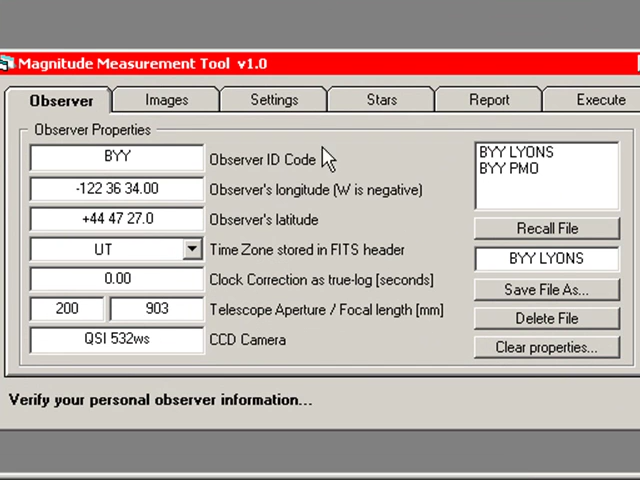 Magnitude Measurement Tool v1.0
Observer Images Settings Stars Report Execute
Observer Properties
BYY Observer ID Code
-122 36 34.00 Observer's longitude (W is negative)
+44 47 27.0 Observer's latitude
UT Time Zone stored in FITS header
0.00 Clock Correction as true-log [seconds]
200 903 Telescope Aperture / Focal length [mm]
QSI 532ws CCD Camera
BYY LYONS
BYY PMO
Recall File
BYY LYONS
Save File As...
Delete File
Clear properties...
Verify your personal observer information...